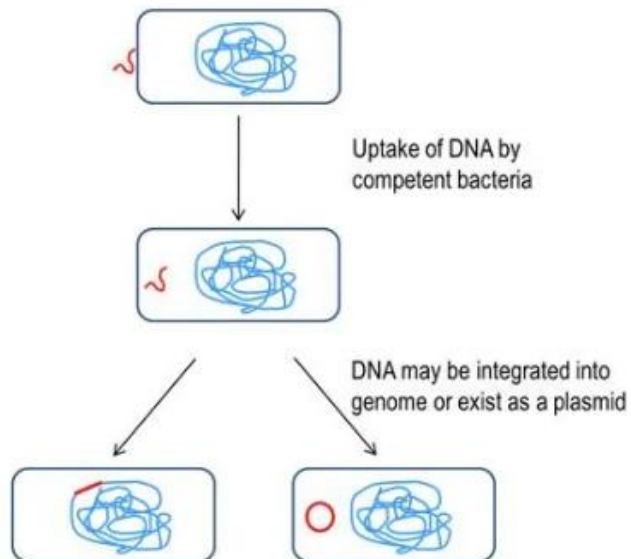 Uptake of DNA by
competent bacteria
DNA may be integrated into
genome or exist as a plasmid